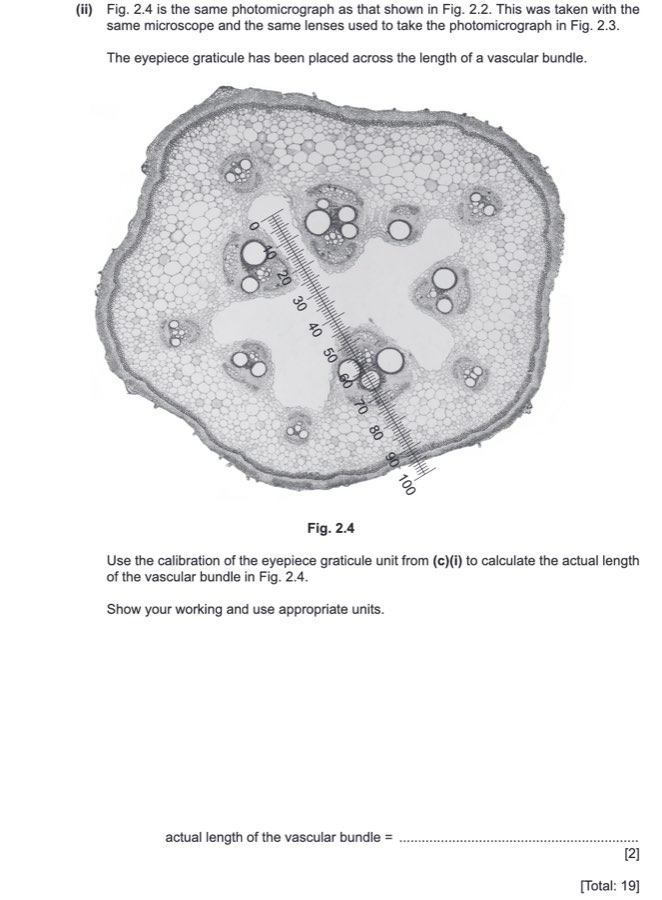 (ii) Fig. 2.4 is the same photomicrograph as that shown in Fig. 2.2. This was taken with the
same microscope and the same lenses used to take the photomicrograph in Fig. 2.3.
The eyepiece graticule has been placed across the length of a vascular bundle.
0
10
20
30
40
50
60
70
80
90
100
Fig. 2.4
Use the calibration of the eyepiece graticule unit from (c)(i) to calculate the actual length
of the vascular bundle in Fig. 2.4.
Show your working and use appropriate units.
actual length of the vascular bundle = ................................................................
[2]
[Total: 19]